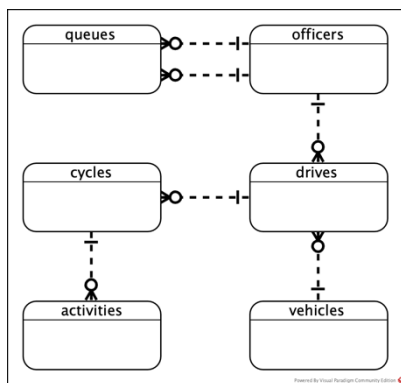 queues
officers
cycles
drives
activities
vehicles
Powered By Visual Paradigm Community Edition